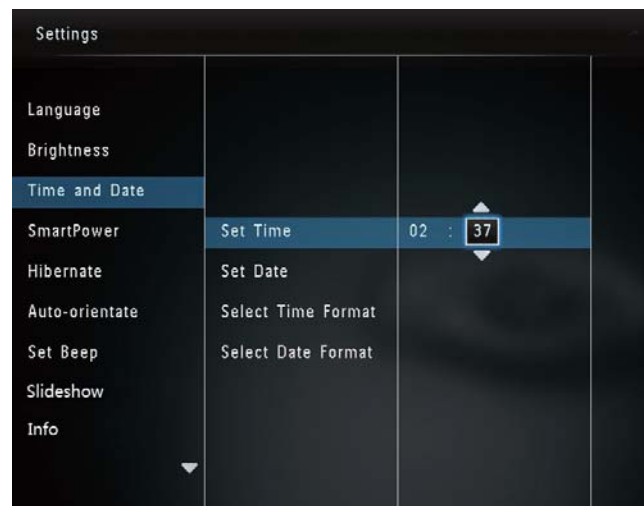 Settings
Language
Brightness
Time and Date
SmartPower
Hibernate
Auto-orientate
Set Beep
Slideshow
Info
Set Time
Set Date
Select Time Format
Select Date Format
02 : 37